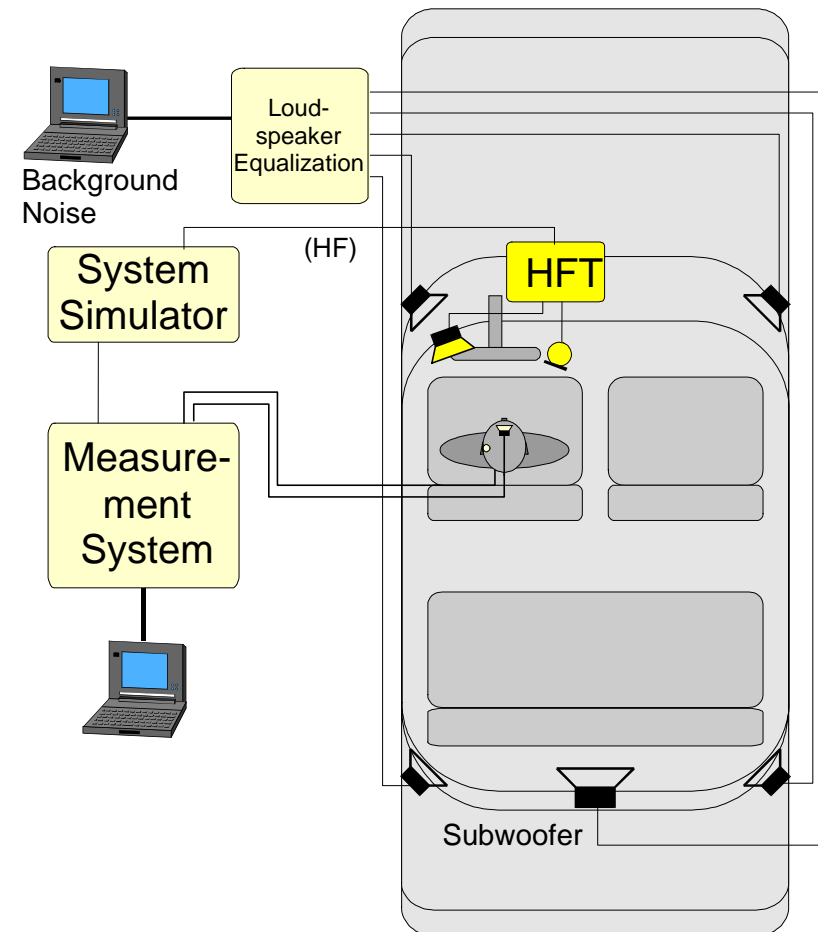 Loud-
speaker
Equalization
Background
Noise
(HF)
System
Simulator
HFT
Measure-
ment
System
Subwoofer